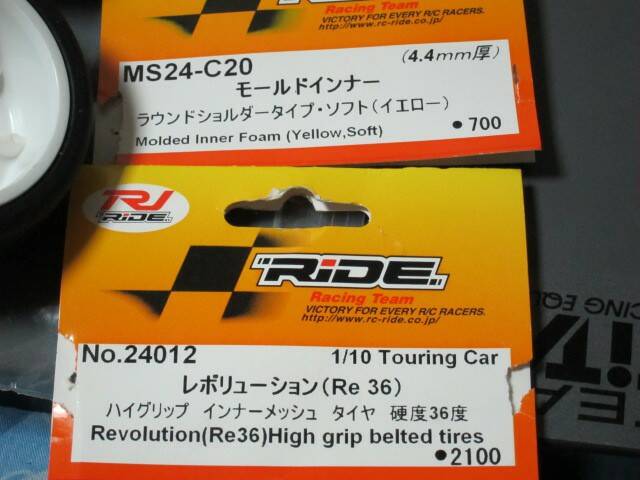 Racing Team
VICTORY FOR EVERY R/C RACERS.
http://www.rc-ride.co.jp/
MS24-C20
(4.4mm厚)
モールドインナー
ラウンドショルダータイプ・ソフト(イエロー)
Molded Inner Foam (Yellow,Soft)
●700
RJ
RiDE
"RiDE"
Racing Team
VICTORY FOR EVERY R/C RACERS.
http://www.rc-ride.co.jp/
No.24012
1/10 Touring Car
レボリューション(Re 36)
ハイグリップ インナーメッシュ タイヤ 硬度36度
Revolution(Re36)High grip belted tires
●2100